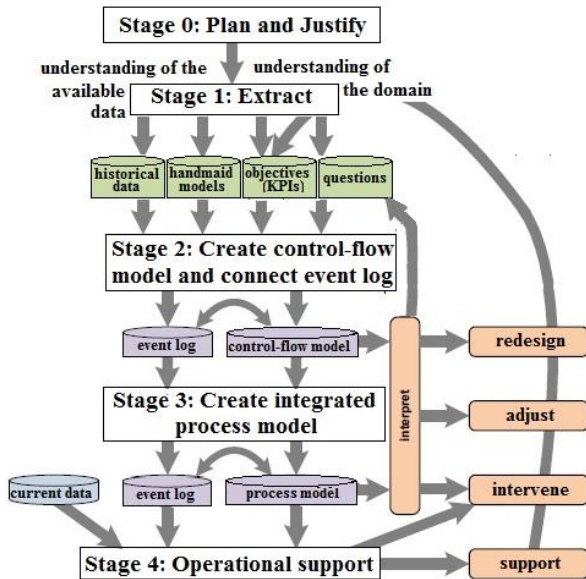 Stage 0: Plan and Justify
understanding of the
available
data
understanding of
the domain
Stage 1: Extract
historical
data
handmaid
models
objectives
(KPIs)
questions
Stage 2: Create control-flow
model and connect event log
event log
control-flow model
interpret
redesign
Stage 3: Create integrated
process model
adjust
current data
event log
process model
intervene
Stage 4: Operational support
support